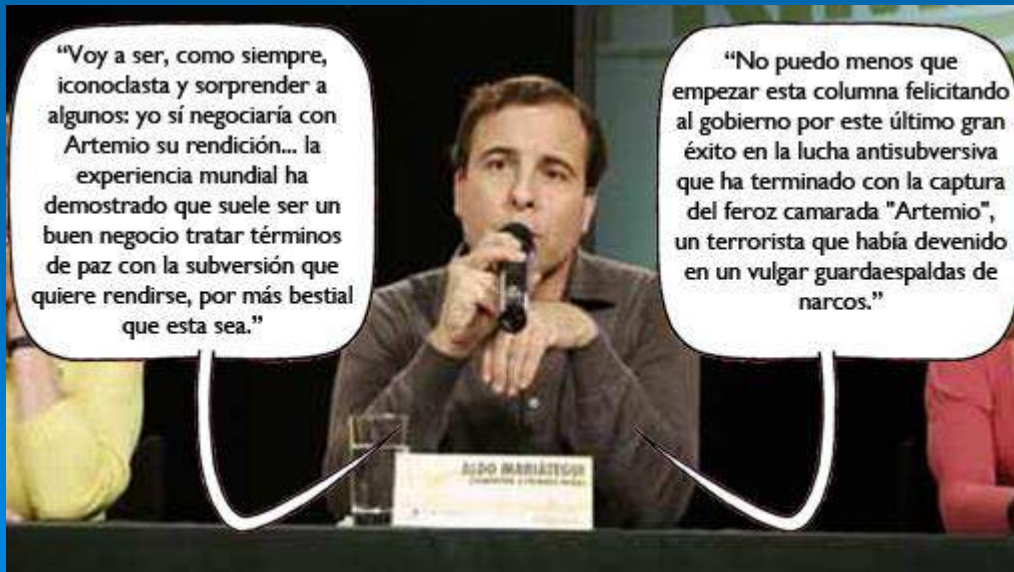 “Voy a ser, como siempre,
iconoclasta y sorprender a
algunos: yo sí negociaría con
Artemio su rendición... la
experiencia mundial ha
demostrado que suele ser un
buen negocio tratar términos
de paz con la subversión que
quiere rendirse, por más bestial
que esta sea.”
“No puedo menos que
empezar esta columna felicitando
al gobierno por este último gran
éxito en la lucha antisubversiva
que ha terminado con la captura
del feroz camarada "Artemio",
un terrorista que había devenido
en un vulgar guardaespaldas de
narcos.”
ALDO MARIÁTEGUI